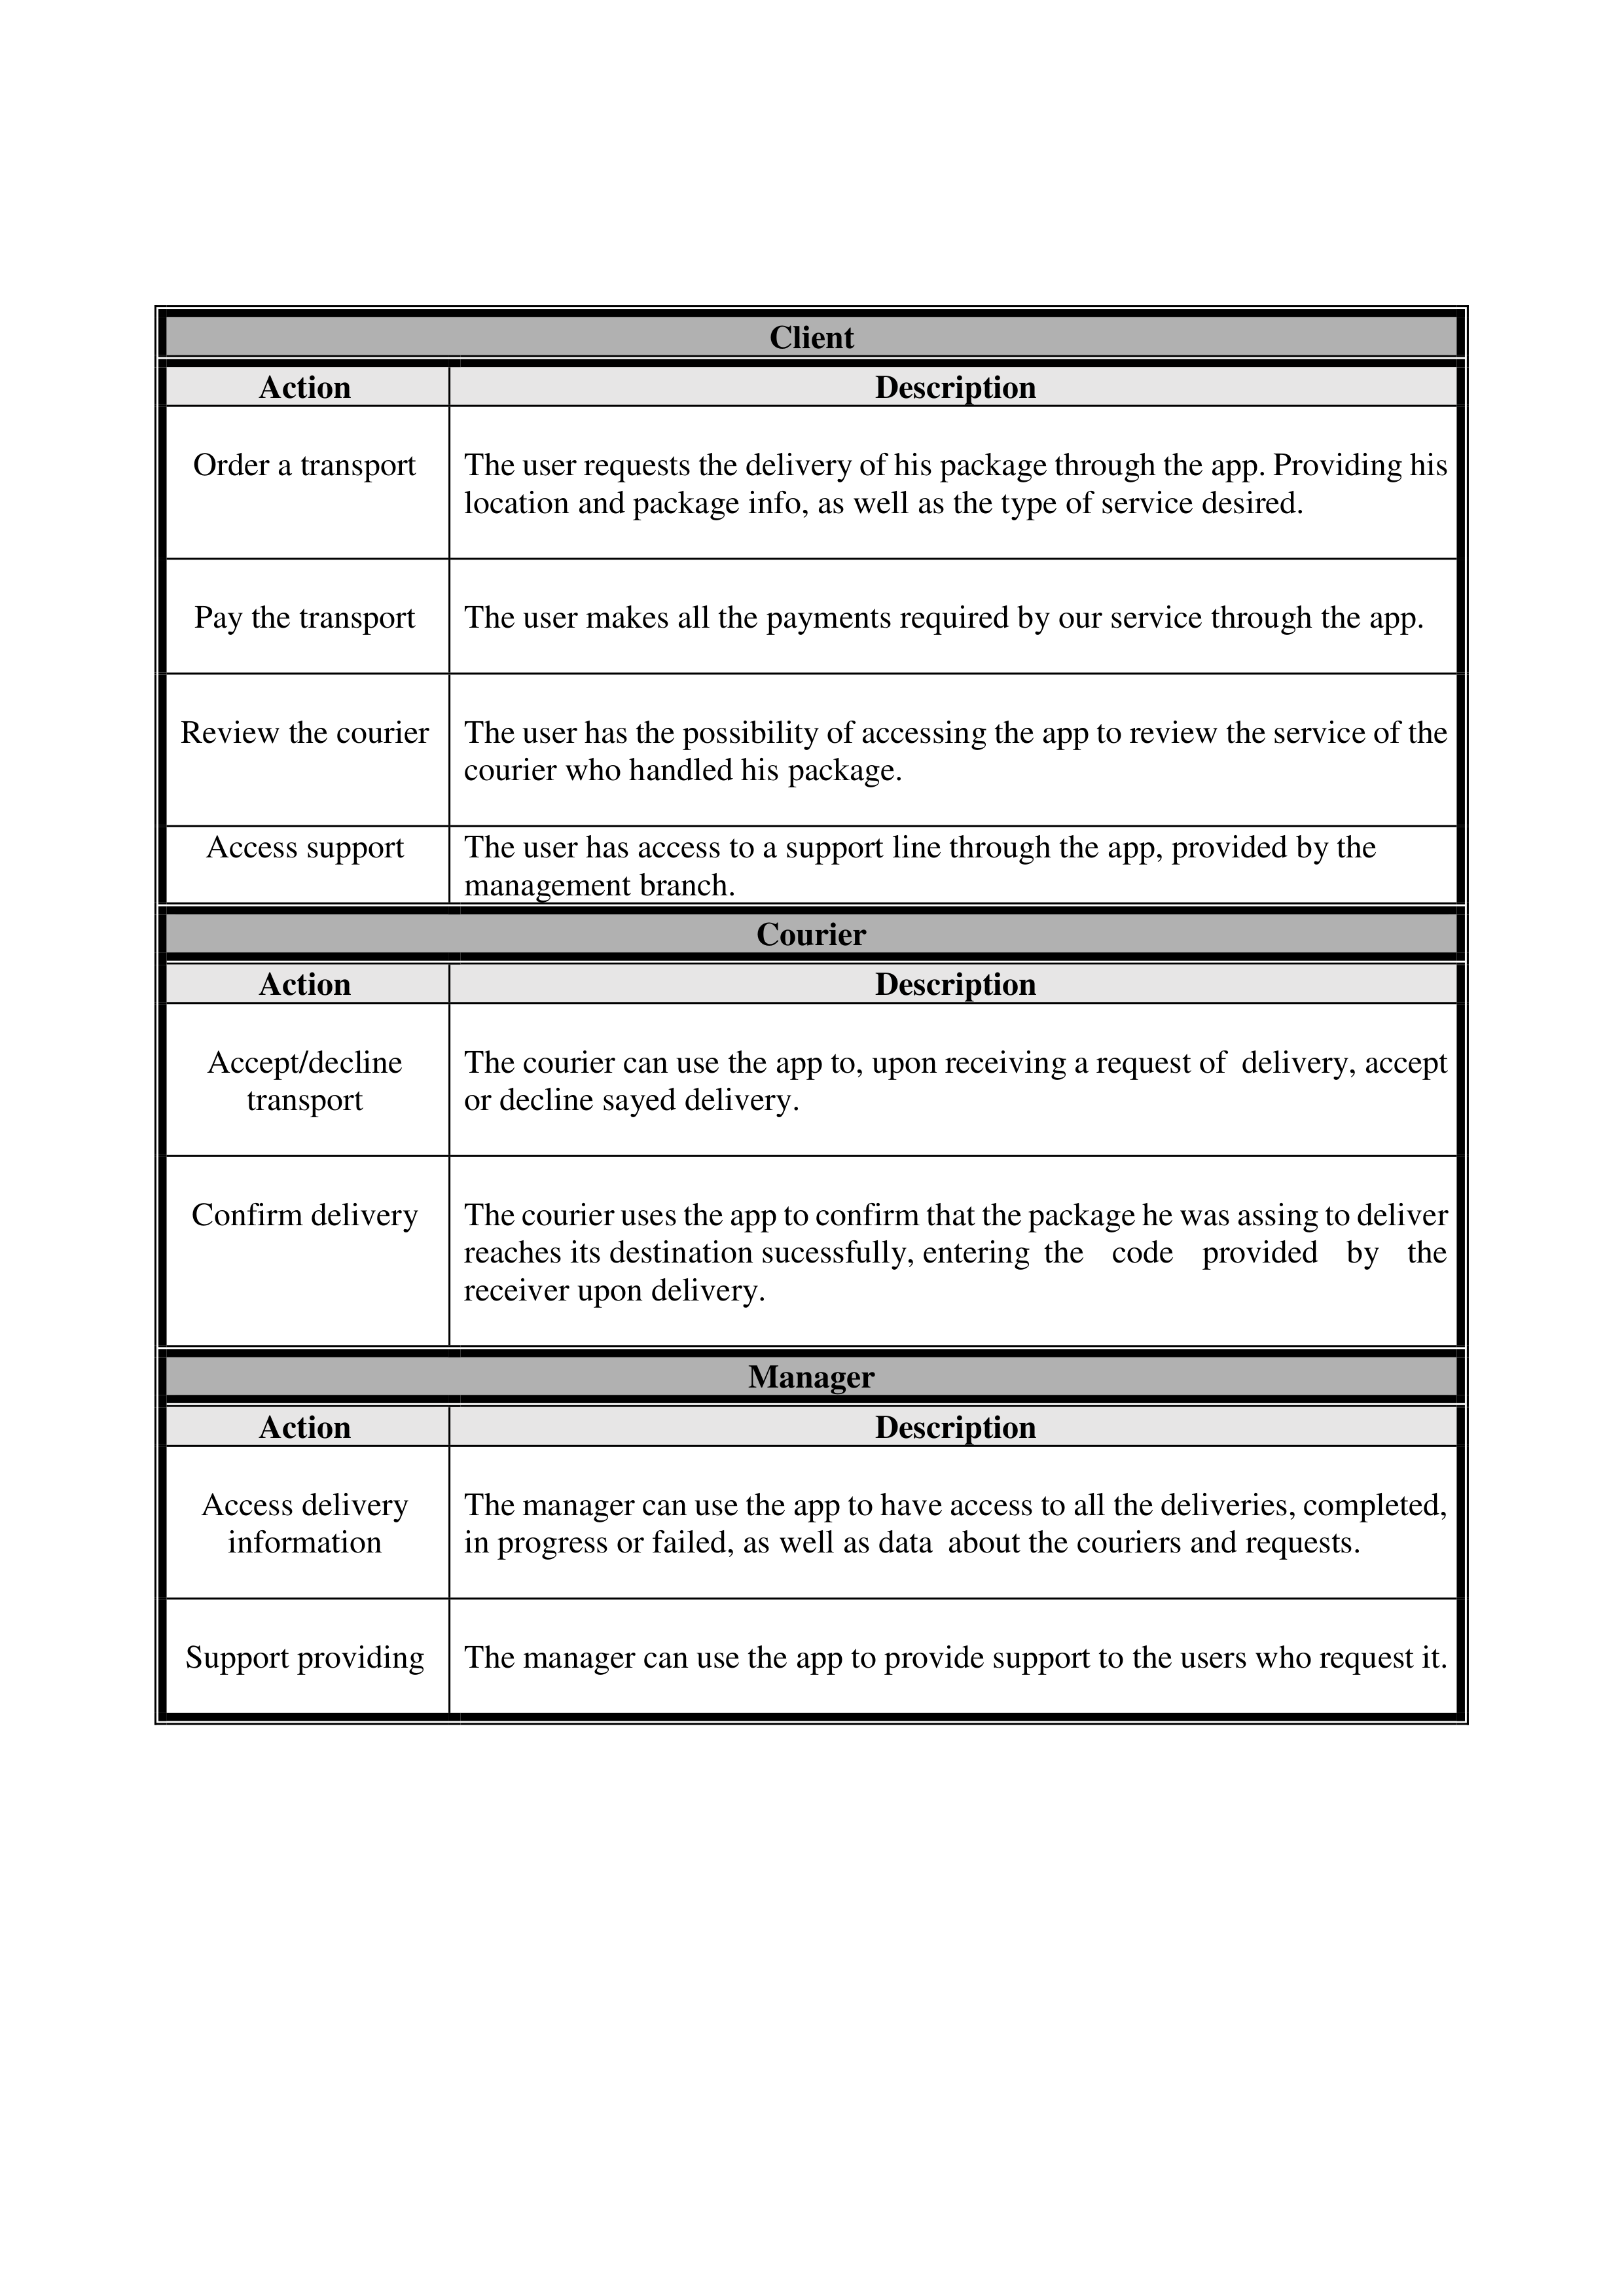 Client
Action Description
Order a transport The user requests the delivery of his package through the app. Providing his
location and package info, as well as the type of service desired.
Pay the transport The user makes all the payments required by our service through the app.
Review the courier The user has the possibility of accessing the app to review the service of the
courier who handled his package.
Access support The user has access to a support line through the app, provided by the
management branch.
Courier
Action Description
Accept/decline
transport
The courier can use the app to, upon receiving a request of delivery, accept
or decline sayed delivery.
Confirm delivery The courier uses the app to confirm that the package he was assing to deliver
reaches its destination sucessfully, entering the code provided by the
receiver upon delivery.
Manager
Action Description
Access delivery
information
The manager can use the app to have access to all the deliveries, completed,
in progress or failed, as well as data about the couriers and requests.
Support providing The manager can use the app to provide support to the users who request it.